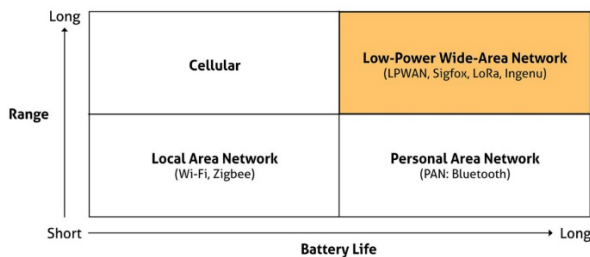 Long
Cellular
Low-Power Wide-Area Network
(LPWAN, Sigfox, LoRa, Ingenu)
Range
Local Area Network
(Wi-Fi, Zigbee)
Personal Area Network
(PAN: Bluetooth)
Short
Long
Battery Life